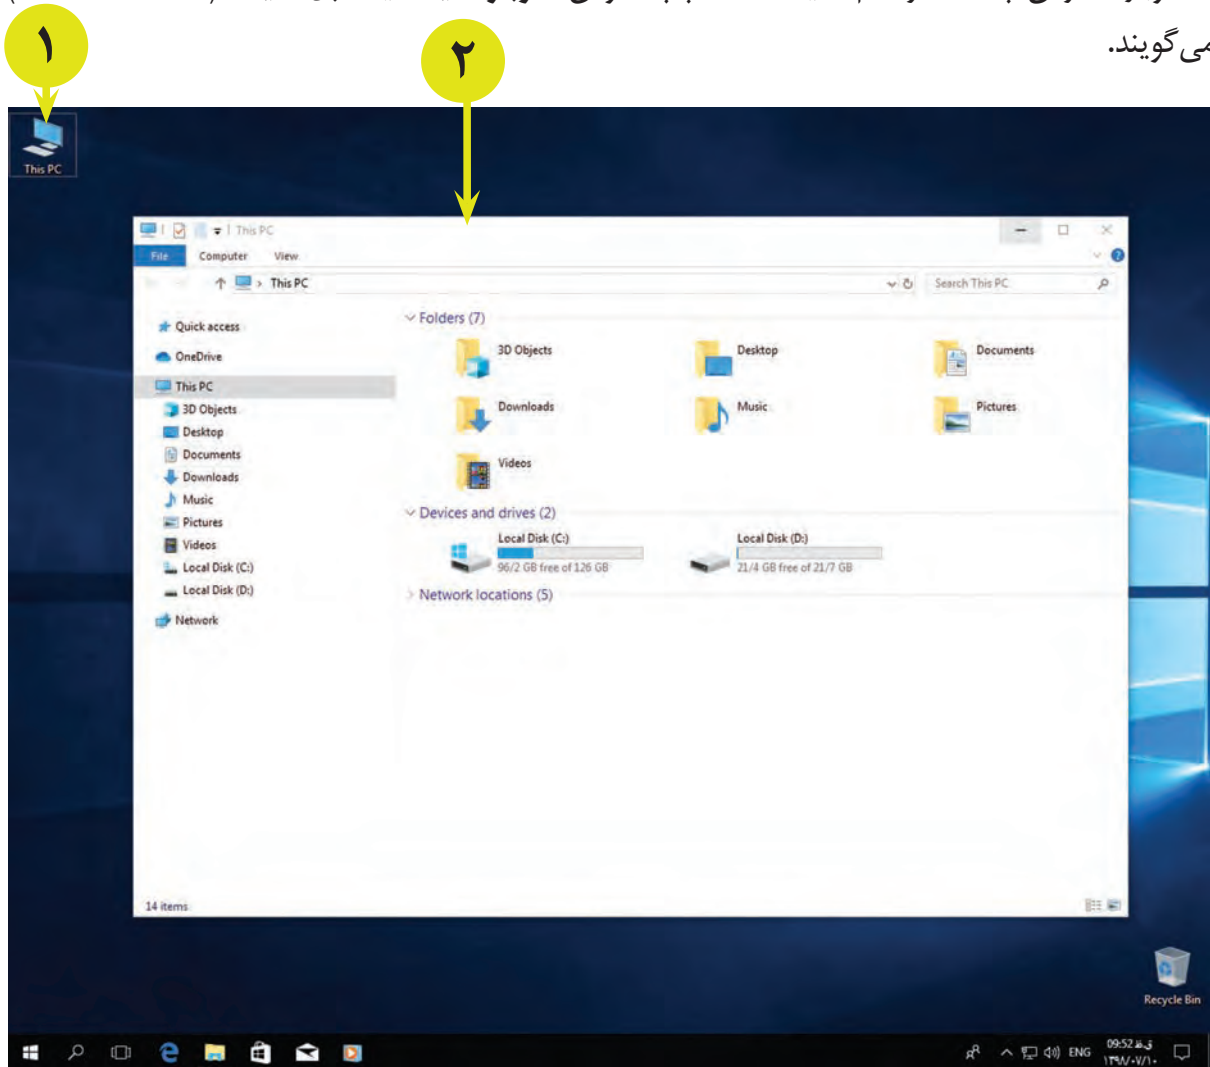 می‌گویند.
۱
۲
This PC
This PC
File Computer View
This PC
Search This PC
Quick access
OneDrive
This PC
3D Objects
Desktop
Documents
Downloads
Music
Pictures
Videos
Local Disk (C:)
Local Disk (D:)
Network
Folders (7)
3D Objects
Desktop
Documents
Downloads
Music
Pictures
Videos
Devices and drives (2)
Local Disk (C:)
96/2 GB free of 126 GB
Local Disk (D:)
21/4 GB free of 21/7 GB
Network locations (5)
14 items
Recycle Bin
ENG
09:52 ق.ظ
۱۳۹۸/۰۷/۱۰